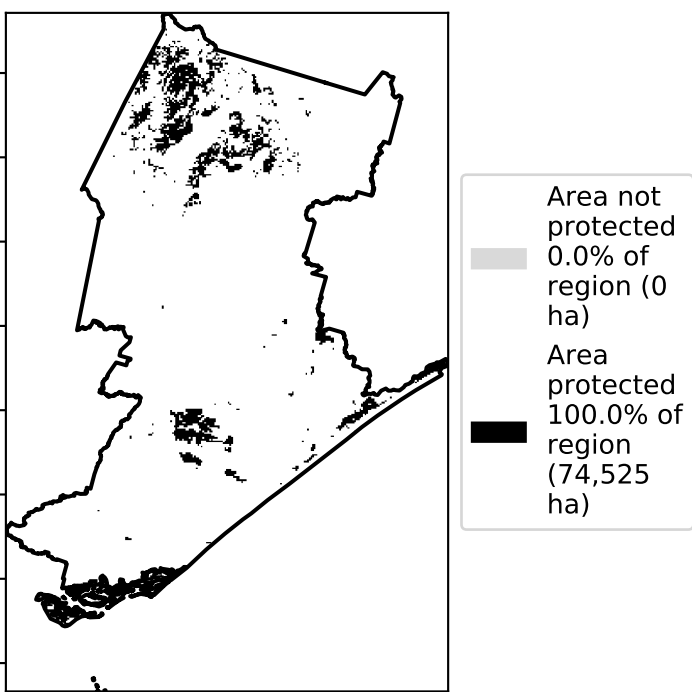 Area not
protected
0.0% of
region (0
ha)
Area
protected
100.0% of
region
(74,525
ha)